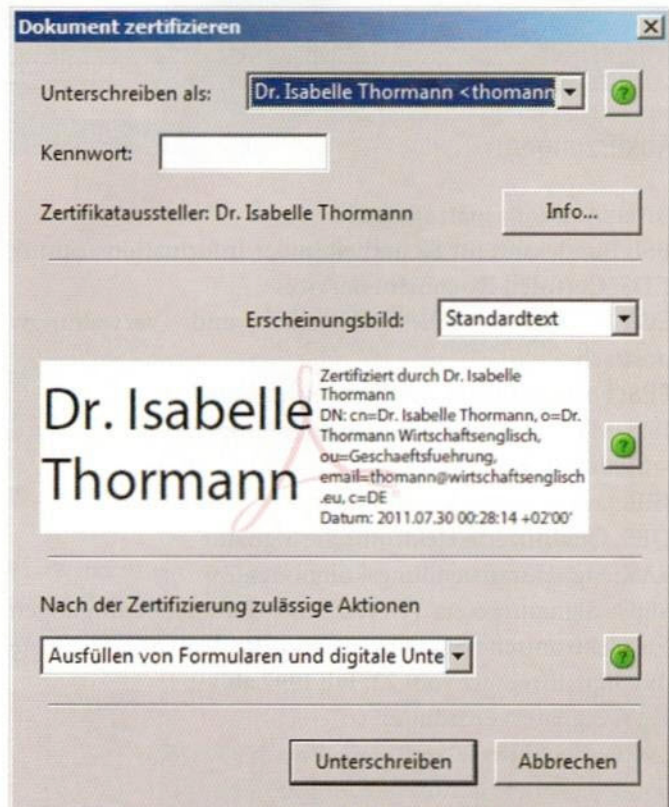 Dokument zertifizieren
Unterschreiben als: Dr. Isabelle Thormann <thomann
Kennwort:
Zertifikataussteller: Dr. Isabelle Thormann Info...
Erscheinungsbild: Standardtext
Dr. Isabelle
Thormann
Zertifiziert durch Dr. Isabelle
Thormann
DN: cn=Dr. Isabelle Thormann, o=Dr.
Thormann Wirtschaftsenglisch,
ou=Geschaeftsfuehrung,
email=thomann@wirtschaftsenglisch
.eu, c=DE
Datum: 2011.07.30 00:28:14 +02'00'
Nach der Zertifizierung zulässige Aktionen
Ausfüllen von Formularen und digitale Unte
Unterschreiben Abbrechen